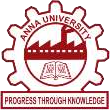 ANNA UNIVERSITY
PROGRESS THROUGH KNOWLEDGE